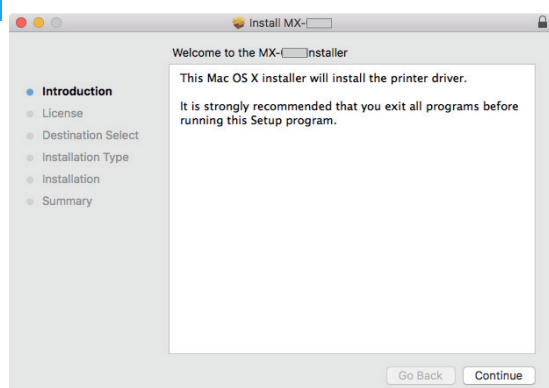 Install MX-
Welcome to the MX- Installer
Introduction
License
Destination Select
Installation Type
Installation
Summary
This Mac OS X installer will install the printer driver.
It is strongly recommended that you exit all programs before
running this Setup program.
Go Back
Continue